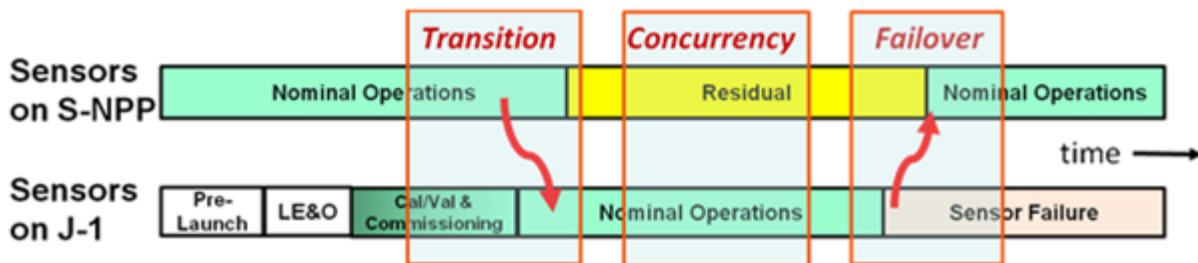 Transition Concurrency Failover
Sensors
on S-NPP
Nominal Operations Residual Nominal Operations
time
Sensors
on J-1
Pre-
Launch
LE&O
Cal/Val &
Commissioning
Nominal Operations Sensor Failure